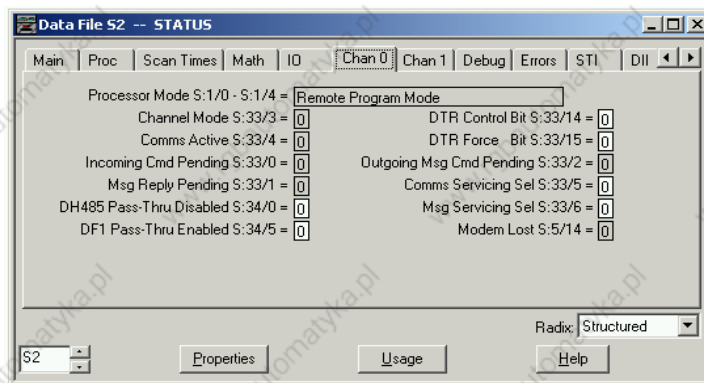 Data File S2 -- STATUS
Main Proc Scan Times Math IO Chan 0 Chan 1 Debug Errors STI DII
Processor Mode S:1/0 - S:1/4 = Remote Program Mode
Channel Mode S:33/3 = 0 DTR Control Bit S:33/14 = 0
Comms Active S:33/4 = 0 DTR Force Bit S:33/15 = 0
Incoming Cmd Pending S:33/0 = 0 Outgoing Msg Cmd Pending S:33/2 = 0
Msg Reply Pending S:33/1 = 0 Comms Servicing Sel S:33/5 = 0
DH485 Pass-Thru Disabled S:34/0 = 0 Msg Servicing Sel S:33/6 = 0
DF1 Pass-Thru Enabled S:34/5 = 0 Modem Lost S:5/14 = 0
Radix: Structured
S2 Properties Usage Help